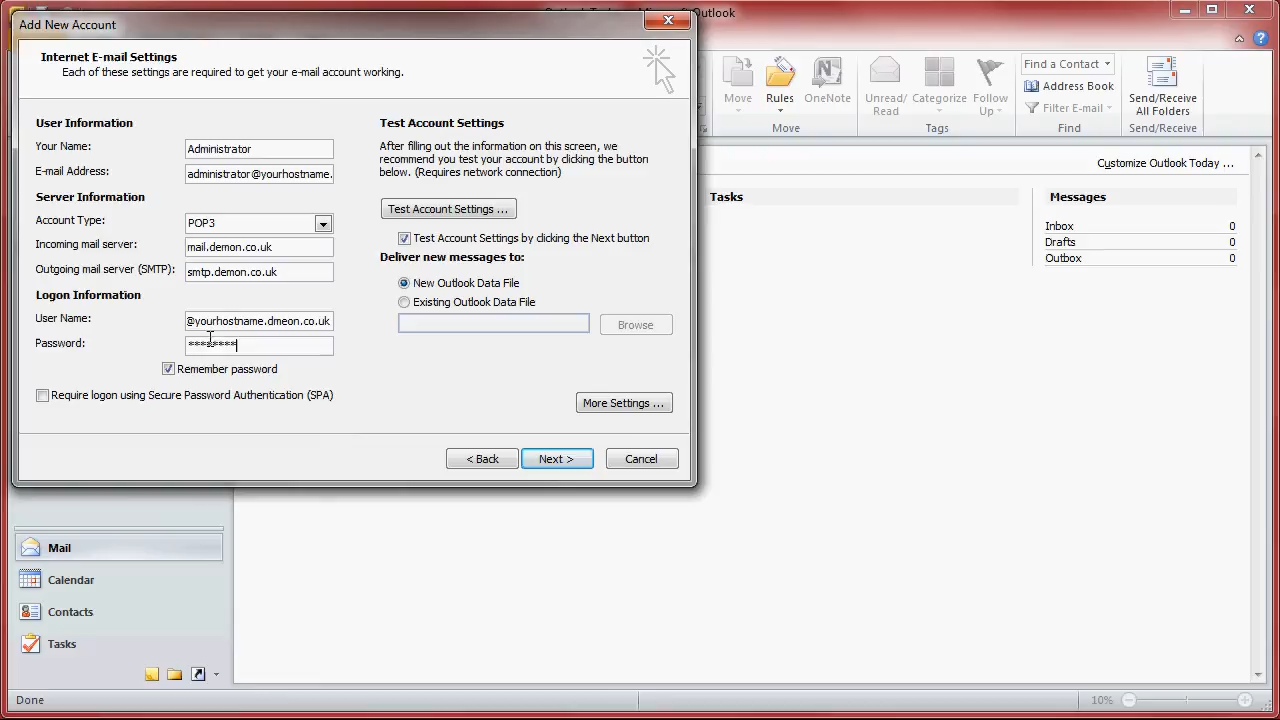 Add New Account
Internet E-mail Settings
Each of these settings are required to get your e-mail account working.
User Information
Your Name:
Administrator
E-mail Address:
administrator@yourhostname.
Server Information
Account Type:
POP3
Incoming mail server:
mail.demon.co.uk
Outgoing mail server (SMTP):
smtp.demon.co.uk
Logon Information
User Name:
@yourhostname.dmeon.co.uk
Password:
********
Remember password
Require logon using Secure Password Authentication (SPA)
Test Account Settings
After filling out the information on this screen, we
recommend you test your account by clicking the button
below. (Requires network connection)
Test Account Settings ...
Test Account Settings by clicking the Next button
Deliver new messages to:
New Outlook Data File
Existing Outlook Data File
Browse
More Settings ...
< Back
Next >
Cancel
Outlook
Move
Rules
OneNote
Move
Unread/
Read
Categorize
Follow
Up
Tags
Find a Contact
Address Book
Filter E-mail
Find
Send/Receive
All Folders
Send/Receive
Customize Outlook Today ...
Tasks
Messages
Inbox 0
Drafts 0
Outbox 0
Mail
Calendar
Contacts
Tasks
Done
10%